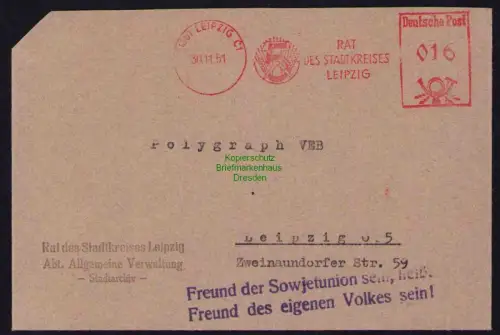 (10b) LEIPZIG C1
30.11.51
RAT
DES STADTKREISES
LEIPZIG
Deutsche Post
016
Polygraph VEB
Kopierschutz
Briefmarkenhaus
Dresden
Leipzig O.5
Zweinaundorfer Str. 59
Rat des Stadtkreises Leipzig
Abt. Allgemeine Verwaltung
- Stadtarchiv -
Freund der Sowjetunion sein, heißt
Freund des eigenen Volkes sein!